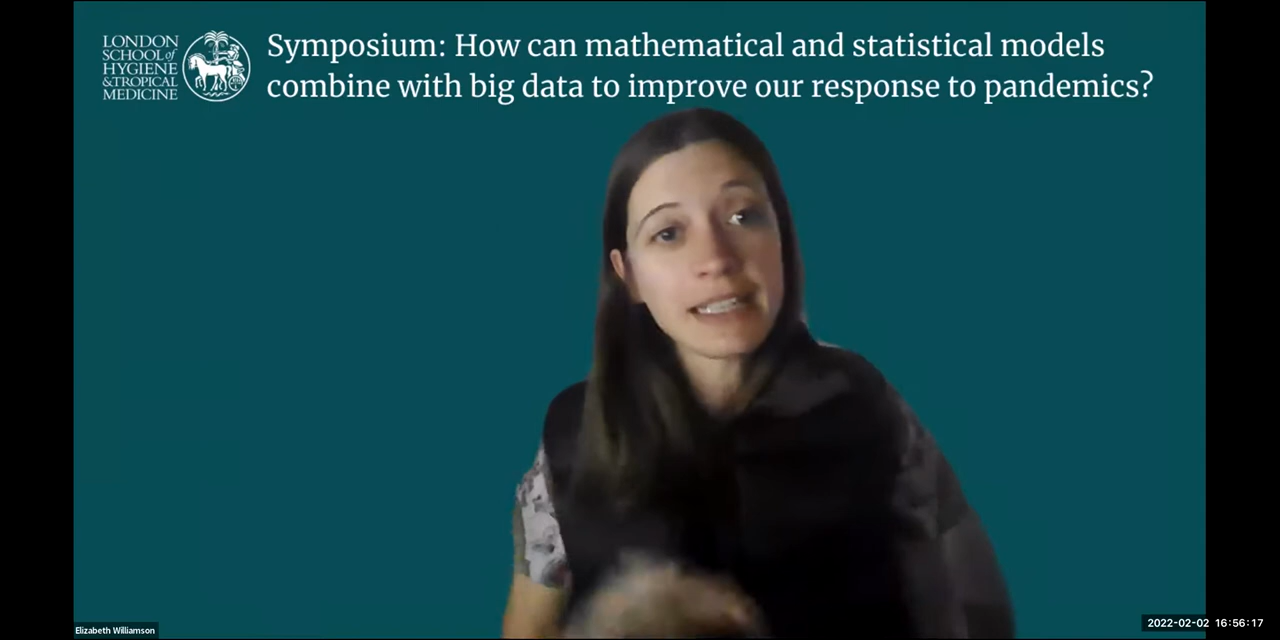 LONDON
SCHOOL of
HYGIENE
& TROPICAL
MEDICINE
Symposium: How can mathematical and statistical models
combine with big data to improve our response to pandemics?
Elizabeth Williamson
2022-02-02 16:56:17